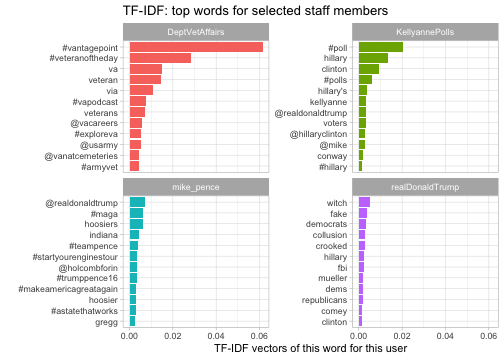 TF-IDF: top words for selected staff members
DeptVetAffairs
#vantagepoint
#veteranoftheday
va
veteran
via
#vapodcast
veterans
@vacareers
#exploreva
@usarmy
@vanatcemeteries
#armyvet
KellyannePolls
#poll
hillary
clinton
#polls
hillary's
kellyanne
@realdonaldtrump
voters
@hillaryclinton
@mike
conway
#hillary
mike_pence
@realdonaldtrump
#maga
hoosiers
indiana
#teampence
#startyourenginestour
@holcombforin
#trumppence16
#makeamericagreatagain
hoosier
#astatethatworks
gregg
0.00 0.02 0.04 0.06
realDonaldTrump
witch
fake
democrats
collusion
crooked
hillary
fbi
mueller
dems
republicans
comey
clinton
0.00 0.02 0.04 0.06
TF-IDF vectors of this word for this user